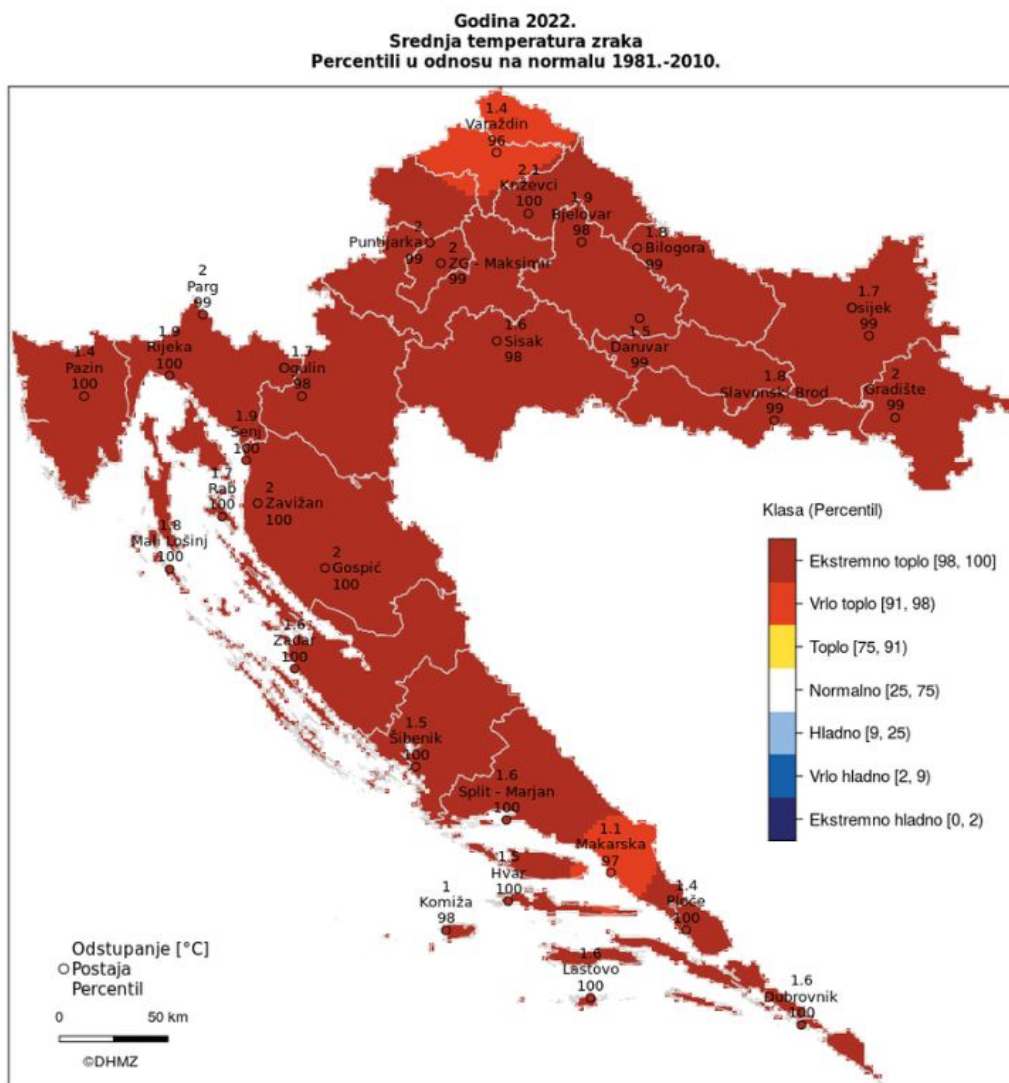 Godina 2022.
Srednja temperatura zraka
Percentili u odnosu na normalu 1981.-2010.
1.4
Varaždin
96
2.1
Križevci
100
1.9
Bjelovar
98
2
Puntijarka
99
2
ZG - Maksimir
99
1.8
Bilogora
99
2
Parg
99
1.7
Osijek
99
1.4
Pazin
100
1.9
Rijeka
100
1.7
Ogulin
98
1.6
Sisak
98
1.5
Daruvar
99
1.8
Slavonski Brod
99
2
Gradište
99
1.9
Senj
100
1.7
Rab
100
2
Zavižan
100
1.8
Mali Lošinj
100
2
Gospić
100
1.6
Zadar
100
1.5
Šibenik
100
1.6
Split - Marjan
100
1.1
Makarska
97
1.5
Hvar
100
1
Komiža
98
1.4
Ploče
100
1.6
Lastovo
100
1.6
Dubrovnik
100
Klasa (Percentil)
Ekstremno toplo [98, 100]
Vrlo toplo [91, 98)
Toplo [75, 91)
Normalno [25, 75)
Hladno [9, 25)
Vrlo hladno [2, 9)
Ekstremno hladno [0, 2)
Odstupanje [°C]
Postaja
Percentil
0 50 km
©DHMZ